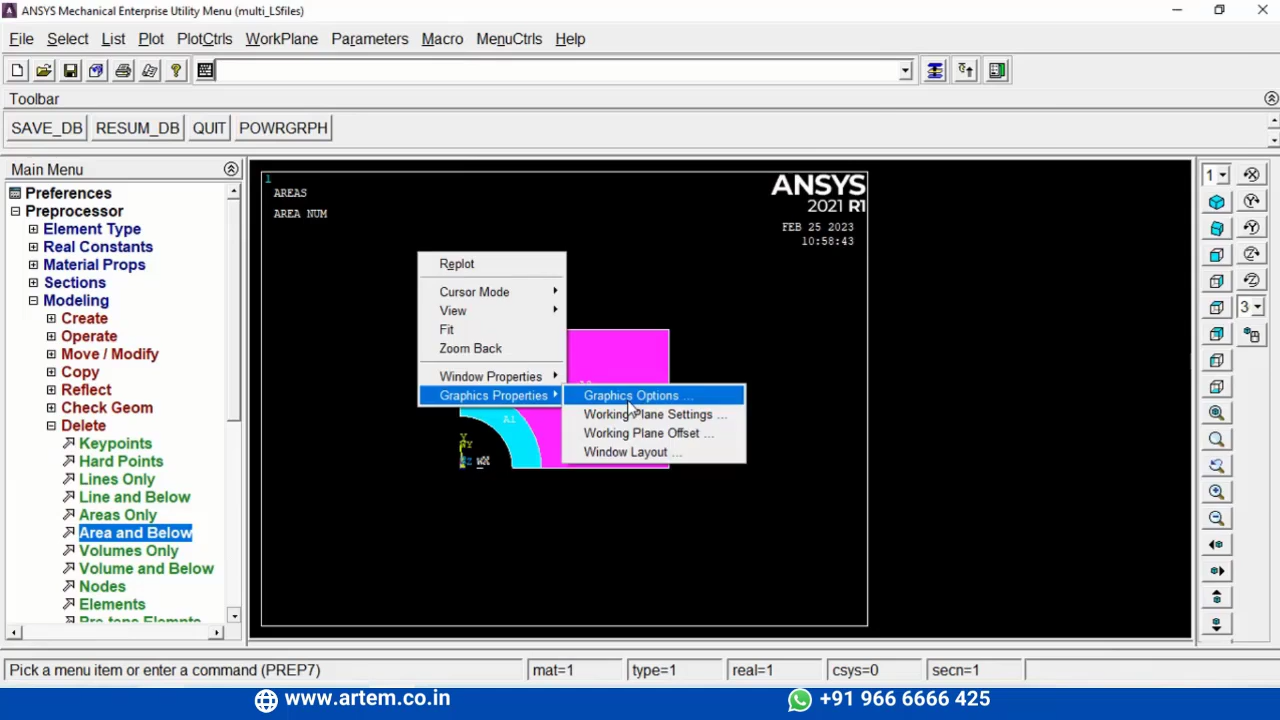 ANSYS Mechanical Enterprise Utility Menu (multi_LSfiles)
File Select List Plot PlotCtrls WorkPlane Parameters Macro MenuCtrls Help
Toolbar
SAVE_DB RESUM_DB QUIT POWRGRPH
Main Menu
Preferences
Preprocessor
Element Type
Real Constants
Material Props
Sections
Modeling
Create
Operate
Move / Modify
Copy
Reflect
Check Geom
Delete
Keypoints
Hard Points
Lines Only
Line and Below
Areas Only
Area and Below
Volumes Only
Volume and Below
Nodes
Elements
1
AREAS
AREA NUM
ANSYS
2021 R1
FEB 25 2023
10:58:43
Replot
Cursor Mode
View
Fit
Zoom Back
Window Properties
Graphics Properties
Graphics Options ...
Working Plane Settings ...
Working Plane Offset ...
Window Layout ...
A1
1
3
Pick a menu item or enter a command (PREP7) mat=1 type=1 real=1 csys=0 secn=1
www.artem.co.in +91 966 6666 425